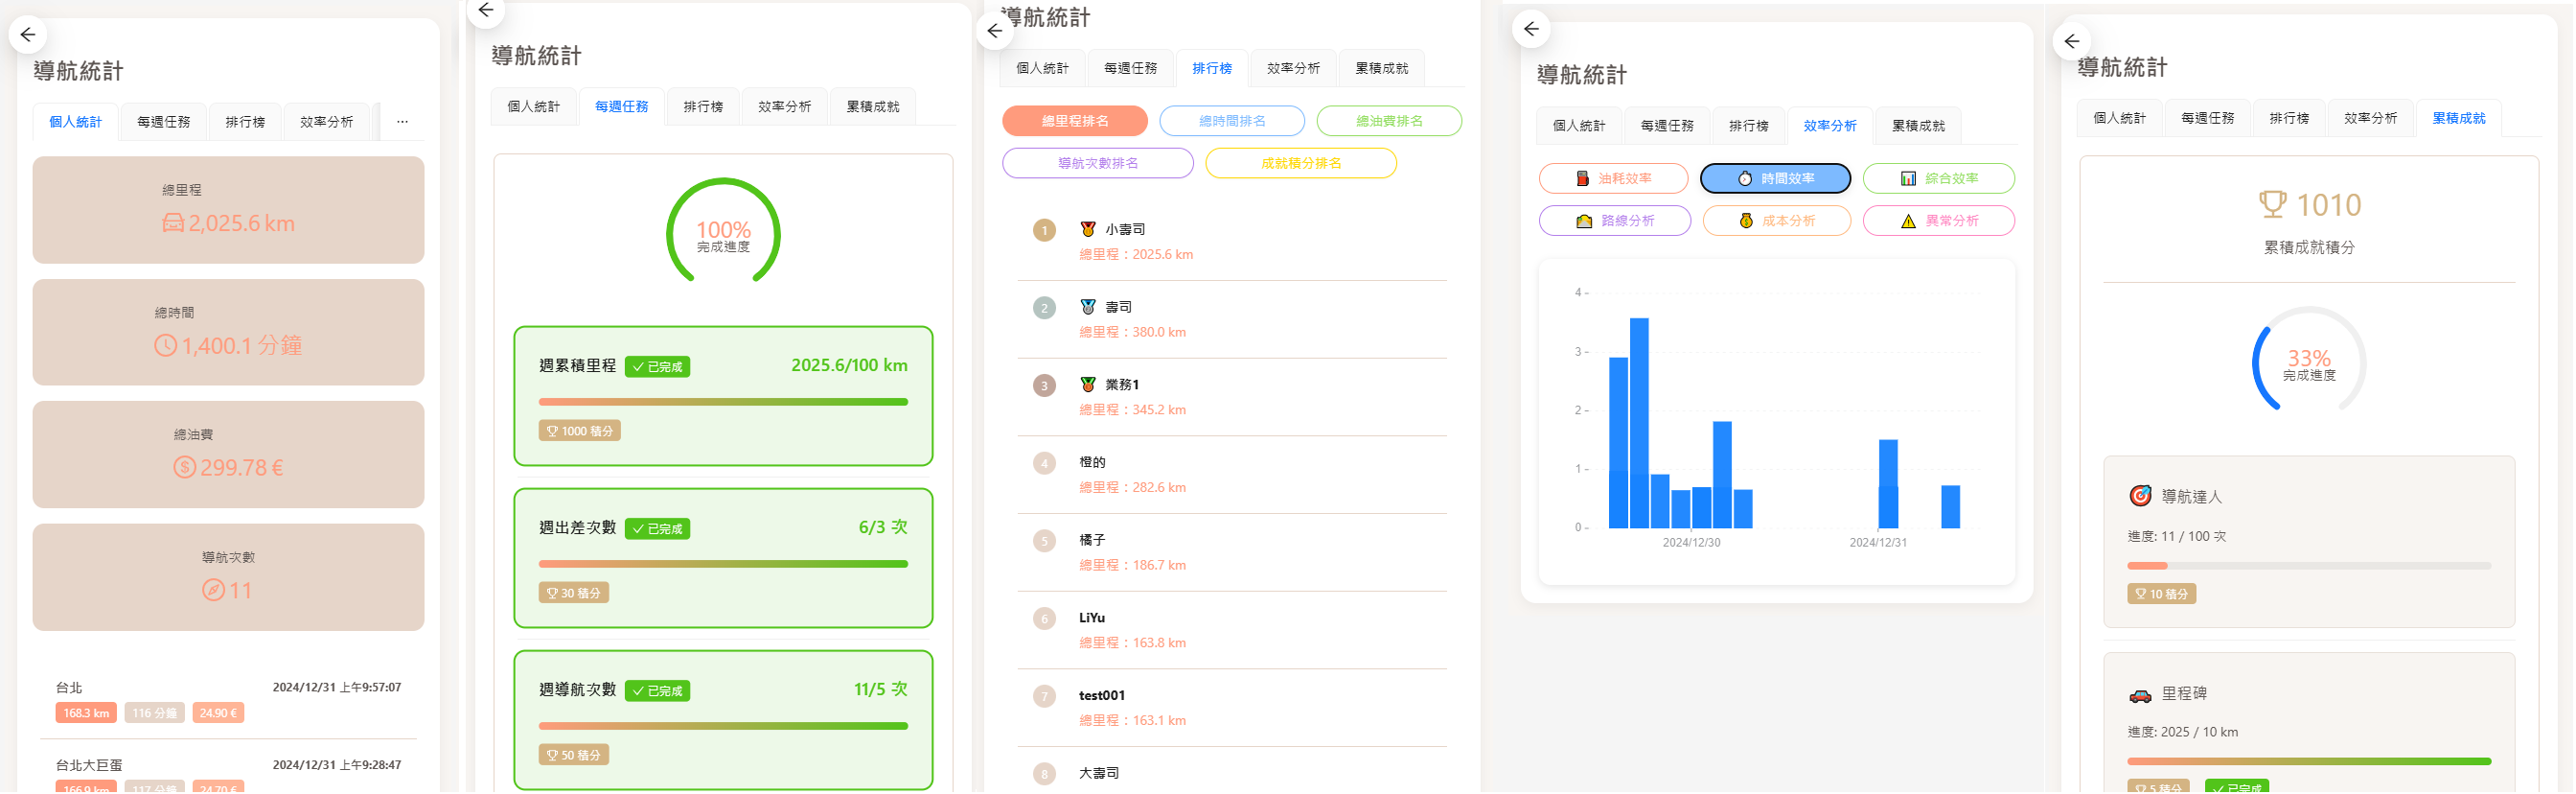 導航統計
個人統計 每週任務 排行榜 效率分析 ...
總里程
2,025.6 km
總時間
1,400.1 分鐘
總油費
299.78 €
導航次數
11
台北 2024/12/31 上午9:57:07
168.3 km 116 分鐘 24.90 €
台北大巨蛋 2024/12/31 上午9:28:47
166.9 km 117 分鐘 24.70 €
導航統計
個人統計 每週任務 排行榜 效率分析 累積成就
100%
完成進度
週累積里程 已完成 2025.6/100 km
1000 積分
週出差次數 已完成 6/3 次
30 積分
週導航次數 已完成 11/5 次
50 積分
導航統計
個人統計 每週任務 排行榜 效率分析 累積成就
總里程排名 總時間排名 總油費排名
導航次數排名 成就積分排名
1 小壽司
總里程：2025.6 km
2 壽司
總里程：380.0 km
3 業務1
總里程：345.2 km
4 橙的
總里程：282.6 km
5 橘子
總里程：186.7 km
6 LiYu
總里程：163.8 km
7 test001
總里程：163.1 km
8 大壽司
導航統計
個人統計 每週任務 排行榜 效率分析 累積成就
油耗效率 時間效率 綜合效率
路線分析 成本分析 異常分析
4
3
2
1
0
2024/12/30 2024/12/31
導航統計
個人統計 每週任務 排行榜 效率分析 累積成就
1010
累積成就積分
33%
完成進度
導航達人
進度: 11 / 100 次
10 積分
里程碑
進度: 2025 / 10 km
5 積分 已完成